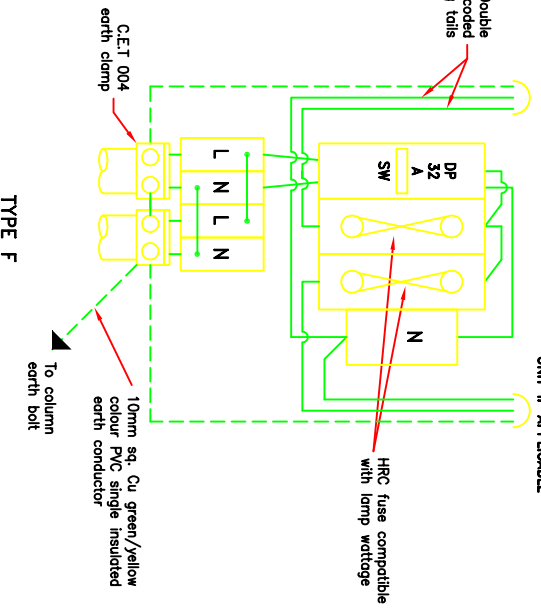 Double
coded
tails
C.E.T 004
earth clamp
L
N
L
N
DP
32
A
SW
N
HRC fuse compatible
with lamp wattage
10mm sq. Cu green/yellow
colour PVC single insulated
earth conductor
To column
earth bolt
TYPE F